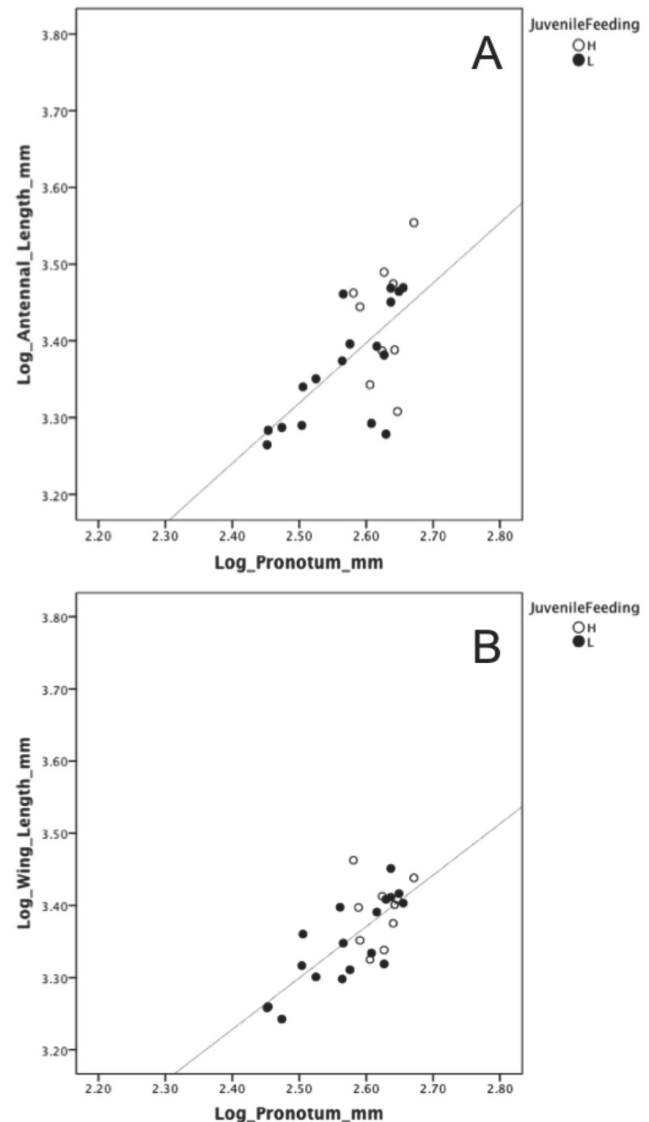 JuvenileFeeding
H
L
A
3.80
3.70
3.60
3.50
3.40
3.30
3.20
Log_Antennal_Length_mm
2.20 2.30 2.40 2.50 2.60 2.70 2.80
Log_Pronotum_mm
JuvenileFeeding
H
L
B
3.80
3.70
3.60
3.50
3.40
3.30
3.20
Log_Wing_Length_mm
2.20 2.30 2.40 2.50 2.60 2.70 2.80
Log_Pronotum_mm